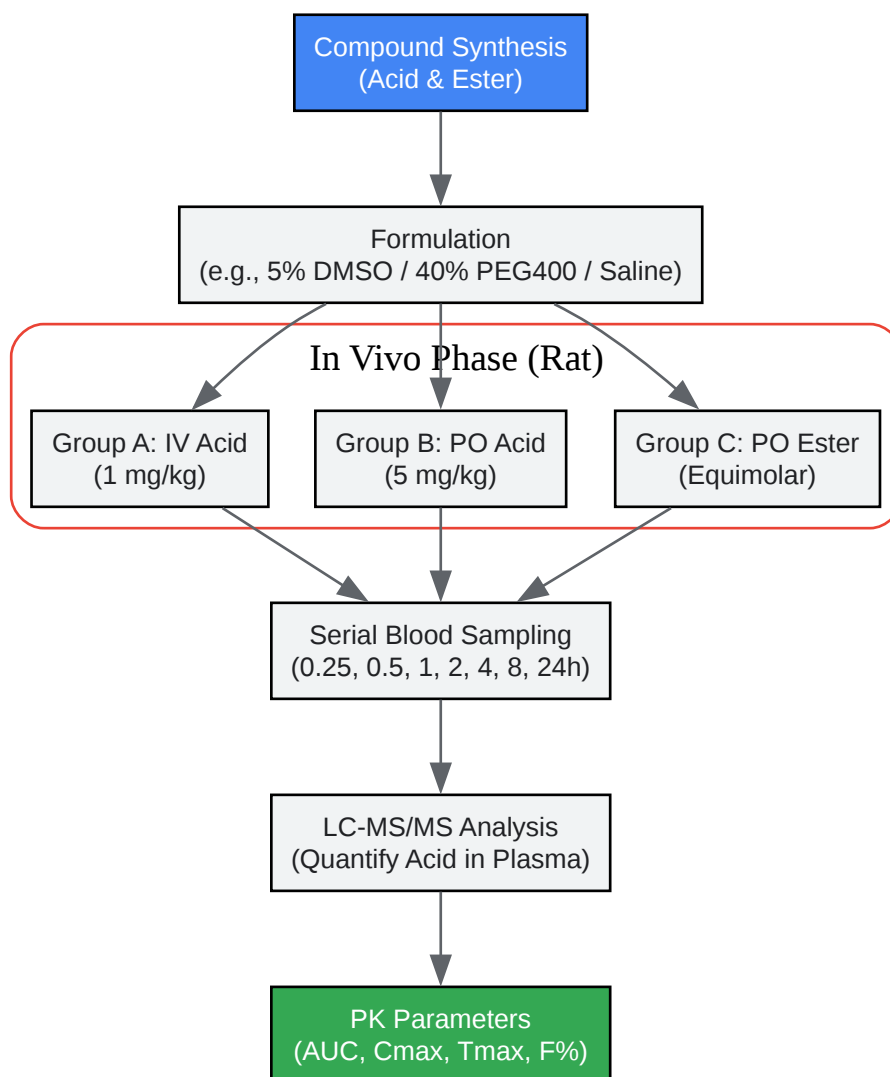 Compound Synthesis
(Acid & Ester)
Formulation
(e.g., 5% DMSO / 40% PEG400 / Saline)
In Vivo Phase (Rat)
Group A: IV Acid
(1 mg/kg)
Group B: PO Acid
(5 mg/kg)
Group C: PO Ester
(Equimolar)
Serial Blood Sampling
(0.25, 0.5, 1, 2, 4, 8, 24h)
LC-MS/MS Analysis
(Quantify Acid in Plasma)
PK Parameters
(AUC, Cmax, Tmax, F%)